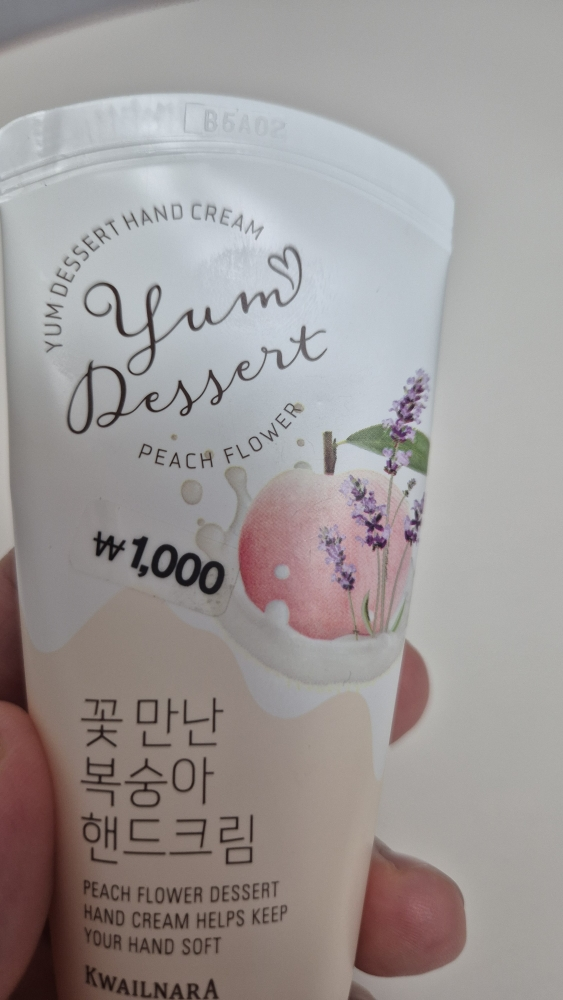 B5A02
YUM DESSERT HAND CREAM
Yum
Dessert
PEACH FLOWER
₩1,000
꽃 만난
복숭아
핸드크림
PEACH FLOWER DESSERT
HAND CREAM HELPS KEEP
YOUR HAND SOFT
KWAILNARA